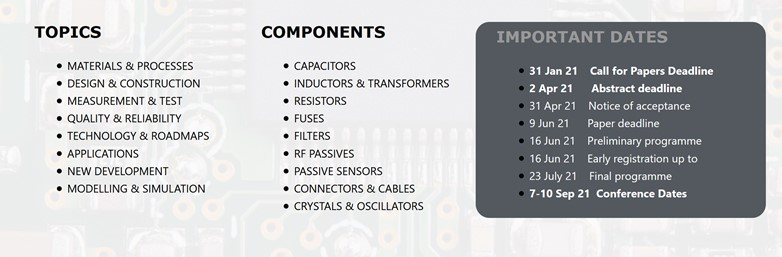 TOPICS
MATERIALS & PROCESSES
DESIGN & CONSTRUCTION
MEASUREMENT & TEST
QUALITY & RELIABILITY
TECHNOLOGY & ROADMAPS
APPLICATIONS
NEW DEVELOPMENT
MODELLING & SIMULATION
COMPONENTS
CAPACITORS
INDUCTORS & TRANSFORMERS
RESISTORS
FUSES
FILTERS
RF PASSIVES
PASSIVE SENSORS
CONNECTORS & CABLES
CRYSTALS & OSCILLATORS
IMPORTANT DATES
31 Jan 21 Call for Papers Deadline
2 Apr 21 Abstract deadline
31 Apr 21 Notice of acceptance
9 Jun 21 Paper deadline
16 Jun 21 Preliminary programme
16 Jun 21 Early registration up to
23 July 21 Final programme
7-10 Sep 21 Conference Dates